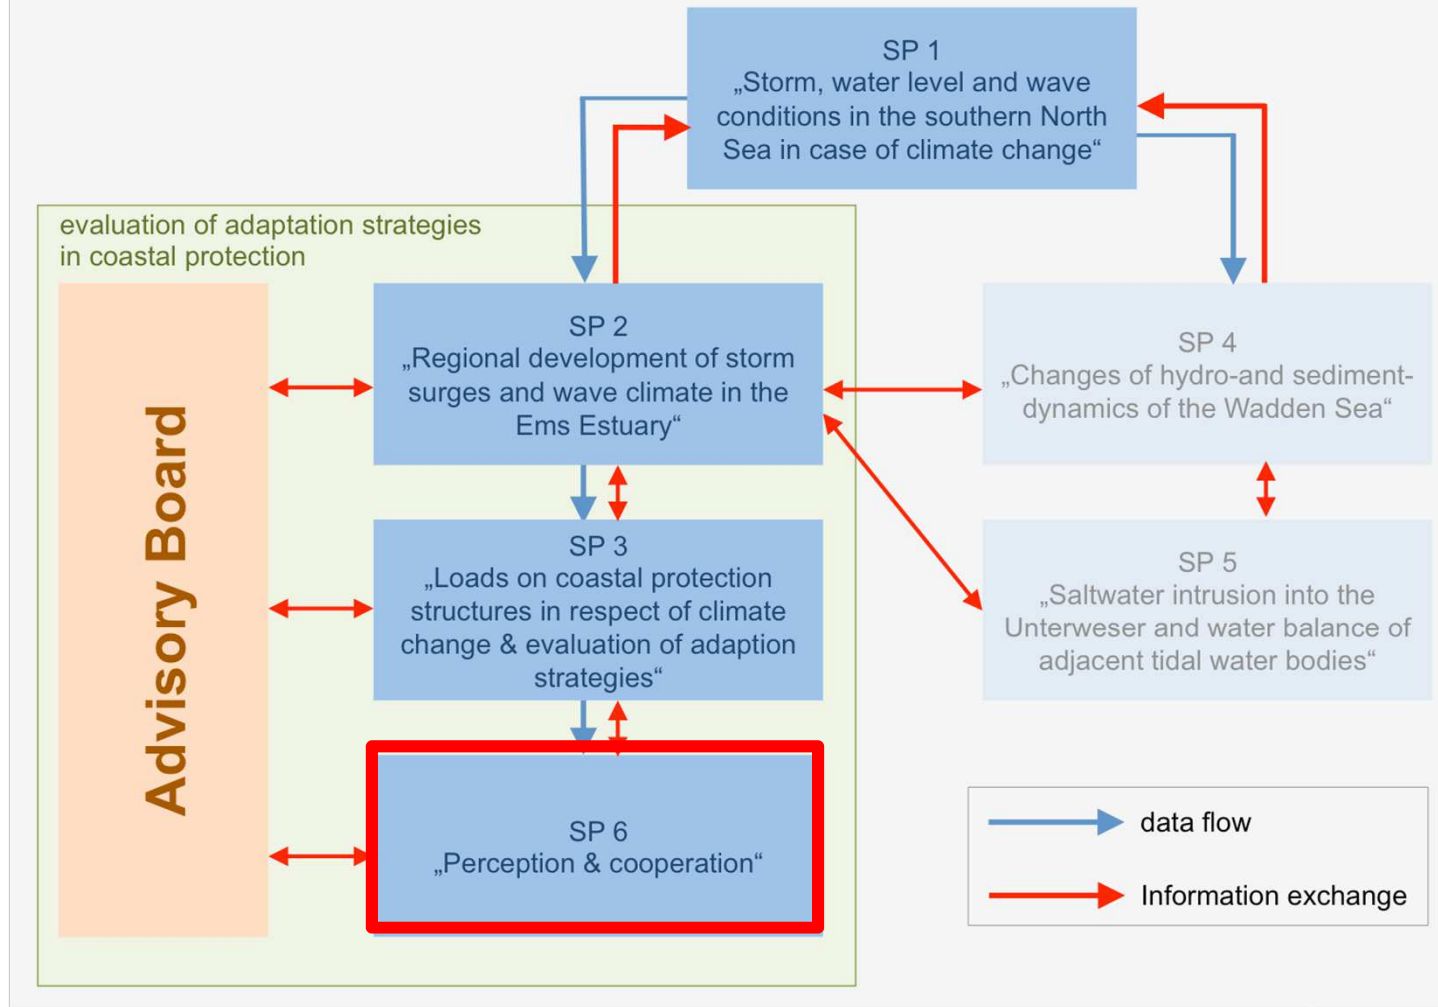 SP 1
„Storm, water level and wave
conditions in the southern North
Sea in case of climate change“
evaluation of adaptation strategies
in coastal protection
Advisory Board
SP 2
„Regional development of storm
surges and wave climate in the
Ems Estuary“
SP 4
„Changes of hydro-and sediment-
dynamics of the Wadden Sea“
SP 3
„Loads on coastal protection
structures in respect of climate
change & evaluation of adaption
strategies“
SP 5
„Saltwater intrusion into the
Unterweser and water balance of
adjacent tidal water bodies“
SP 6
„Perception & cooperation“
data flow
Information exchange